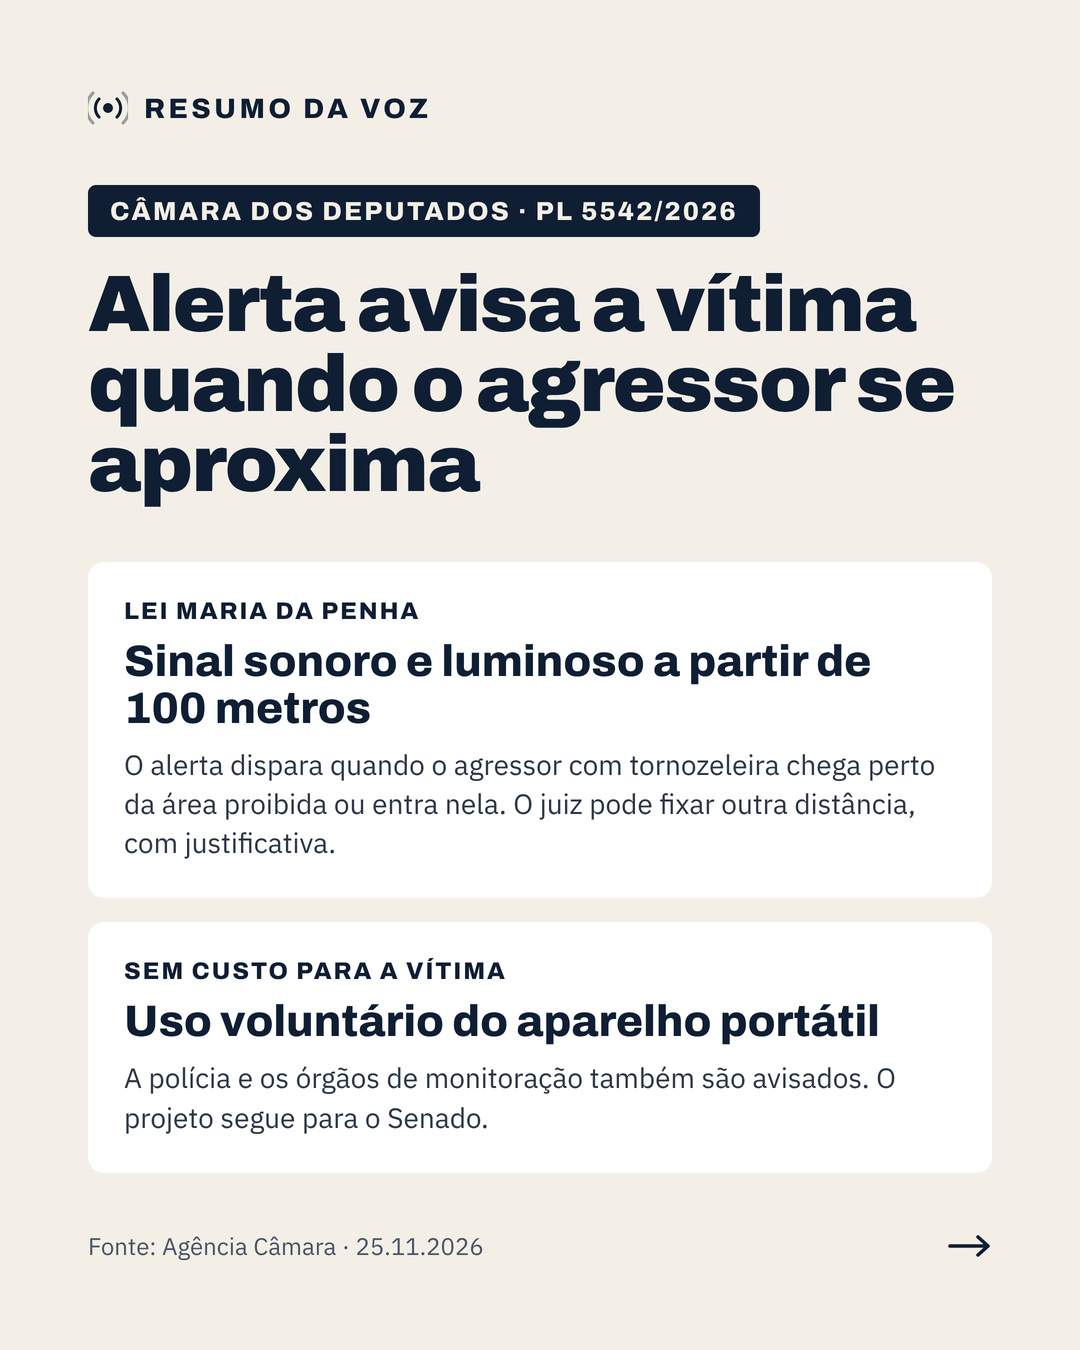 RESUMO DA VOZ
CÂMARA DOS DEPUTADOS · PL 5542/2026
Alerta avisa a vítima
quando o agressor se
aproxima
LEI MARIA DA PENHA
Sinal sonoro e luminoso a partir de
100 metros
O alerta dispara quando o agressor com tornozeleira chega perto
da área proibida ou entra nela. O juiz pode fixar outra distância,
com justificativa.
SEM CUSTO PARA A VÍTIMA
Uso voluntário do aparelho portátil
A polícia e os órgãos de monitoração também são avisados. O
projeto segue para o Senado.
Fonte: Agência Câmara · 25.11.2026